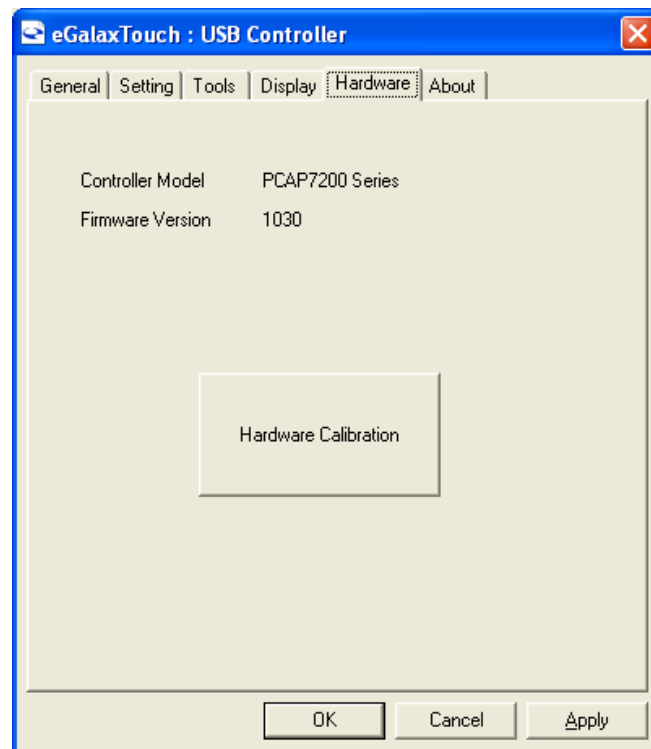 eGalaxTouch : USB Controller
General Setting Tools Display Hardware About
Controller Model PCAP7200 Series
Firmware Version 1030
Hardware Calibration
OK Cancel Apply